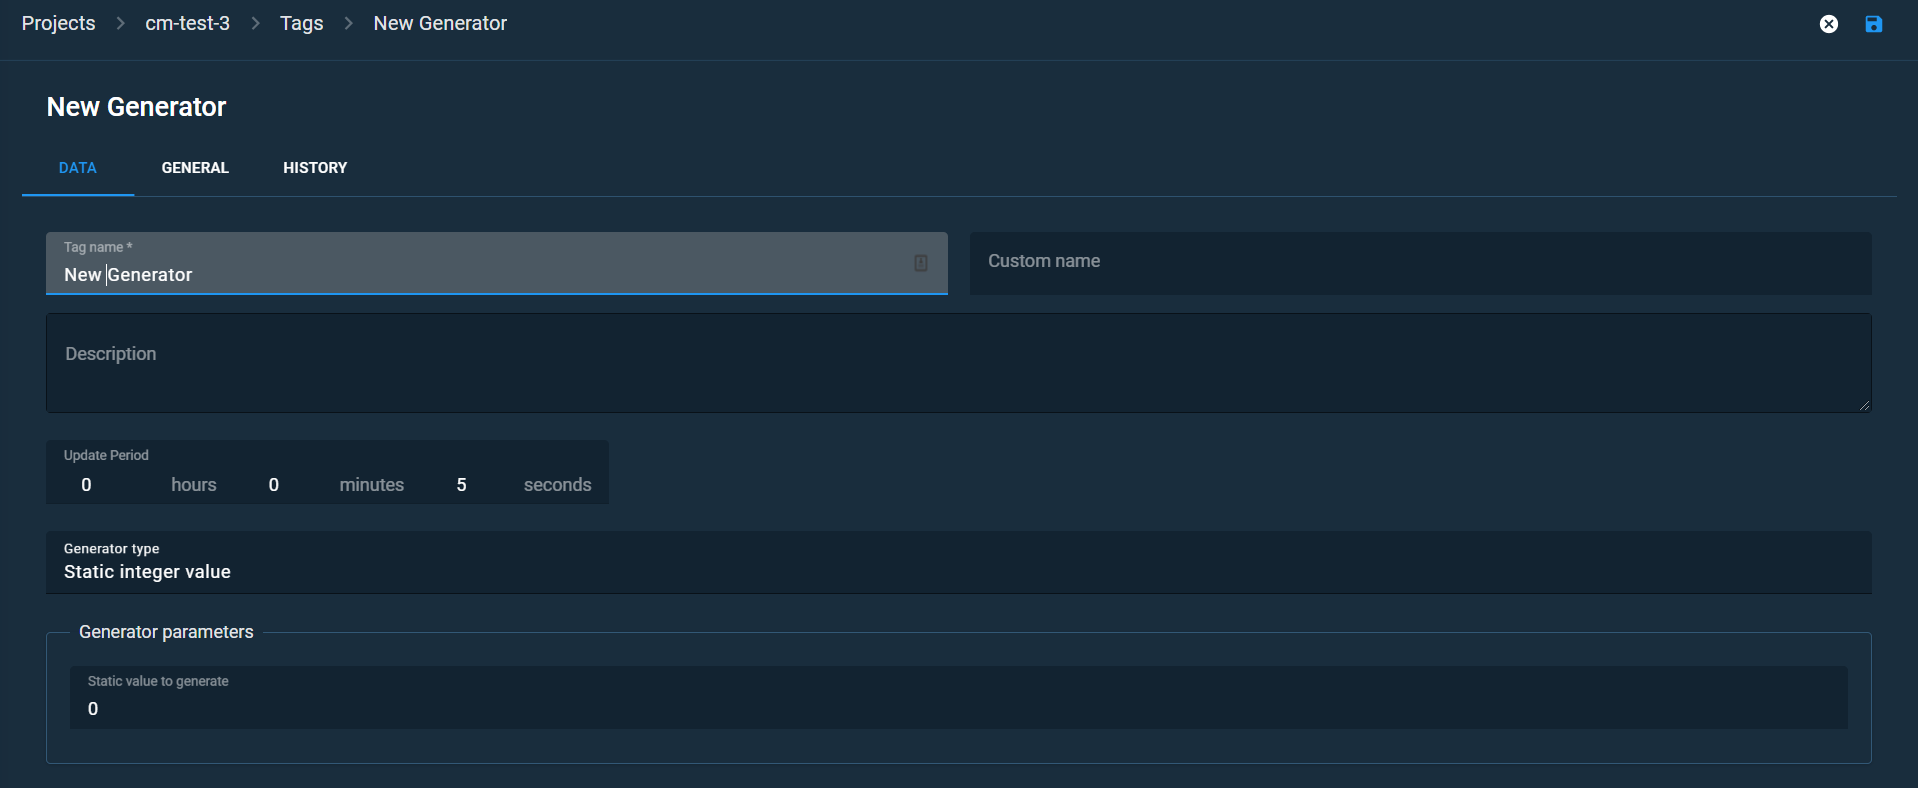 Projects > cm-test-3 > Tags > New Generator
New Generator
DATA GENERAL HISTORY
Tag name *
New Generator
Custom name
Description
Update Period
0 hours 0 minutes 5 seconds
Generator type
Static integer value
Generator parameters
Static value to generate
0